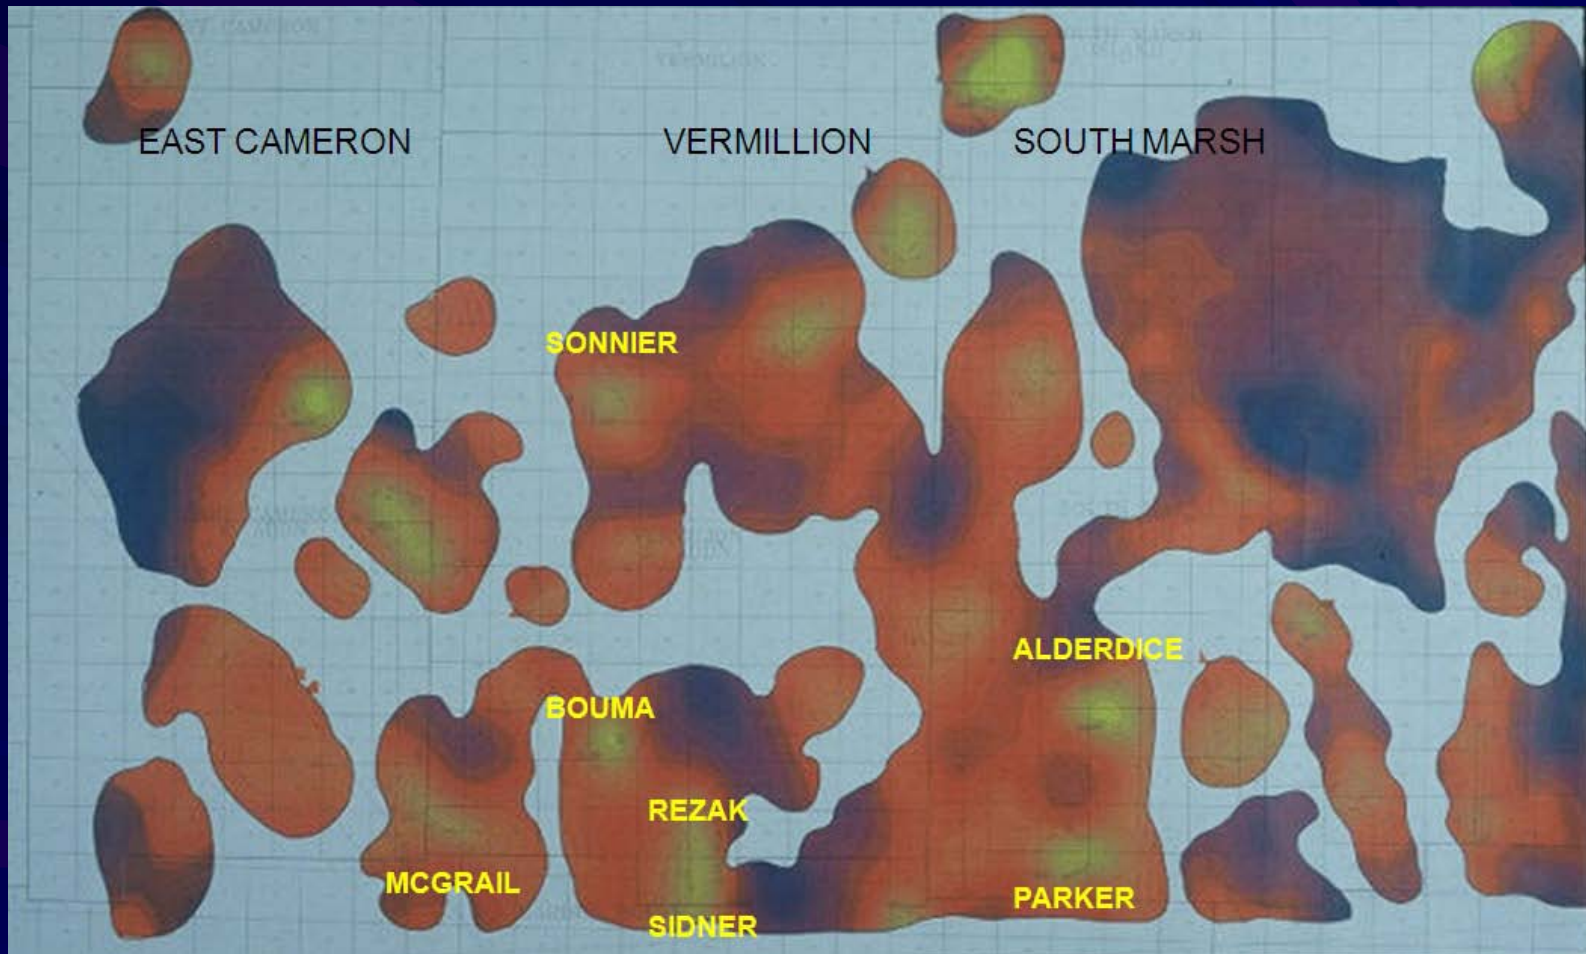 EAST CAMERON
VERMILLION
SOUTH MARSH
SONNIER
ALDERDICE
BOUMA
REZAK
MCGRAIL
PARKER
SIDNER